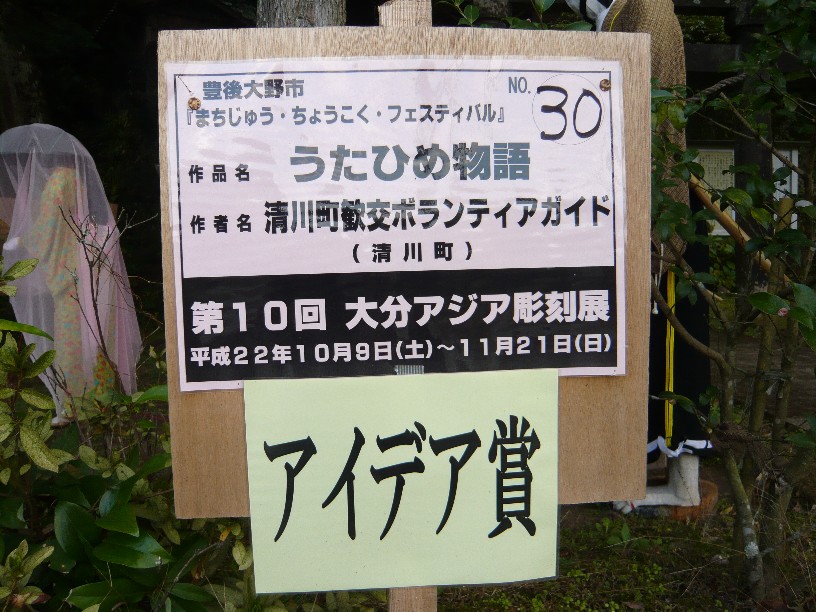 豊後大野市
NO. 30
『まちじゅう・ちょうこく・フェスティバル』
作品名 うたひめ物語
作者名 清川町歓交ボランティアガイド
(清川町)
第10回 大分アジア彫刻展
平成22年10月9日(土)～11月21日(日)
アイデア賞